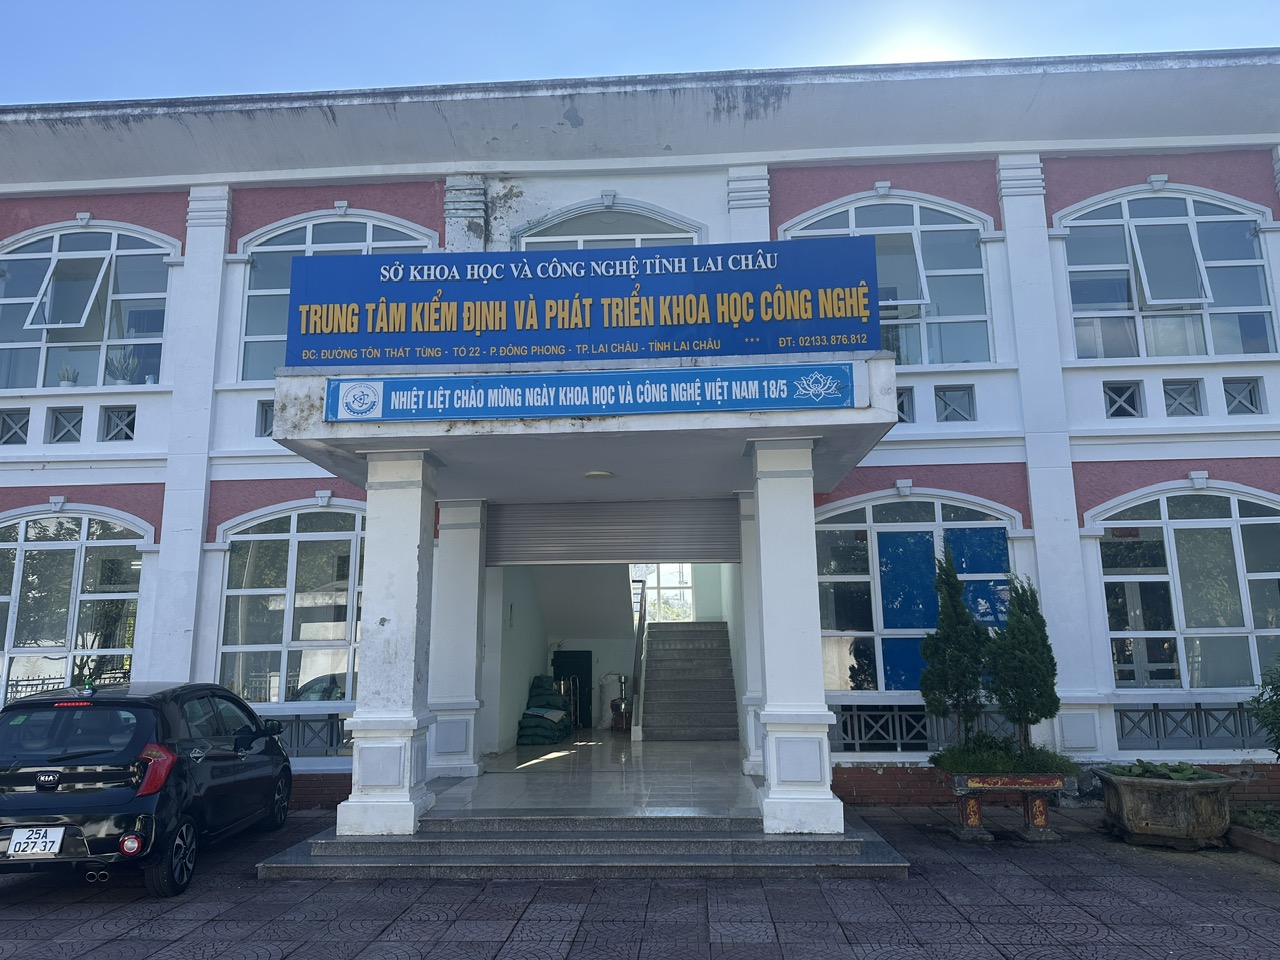 SỞ KHOA HỌC VÀ CÔNG NGHỆ TỈNH LAI CHÂU
TRUNG TÂM KIỂM ĐỊNH VÀ PHÁT TRIỂN KHOA HỌC CÔNG NGHỆ
ĐC: ĐƯỜNG TÔN THẤT TÙNG - TỔ 22 - P.ĐÔNG PHONG - TP.LAI CHÂU - TỈNH LAI CHÂU *** ĐT: 02133.876.812
NHIỆT LIỆT CHÀO MỪNG NGÀY KHOA HỌC VÀ CÔNG NGHỆ VIỆT NAM 18/5
KIA
25A
027.37